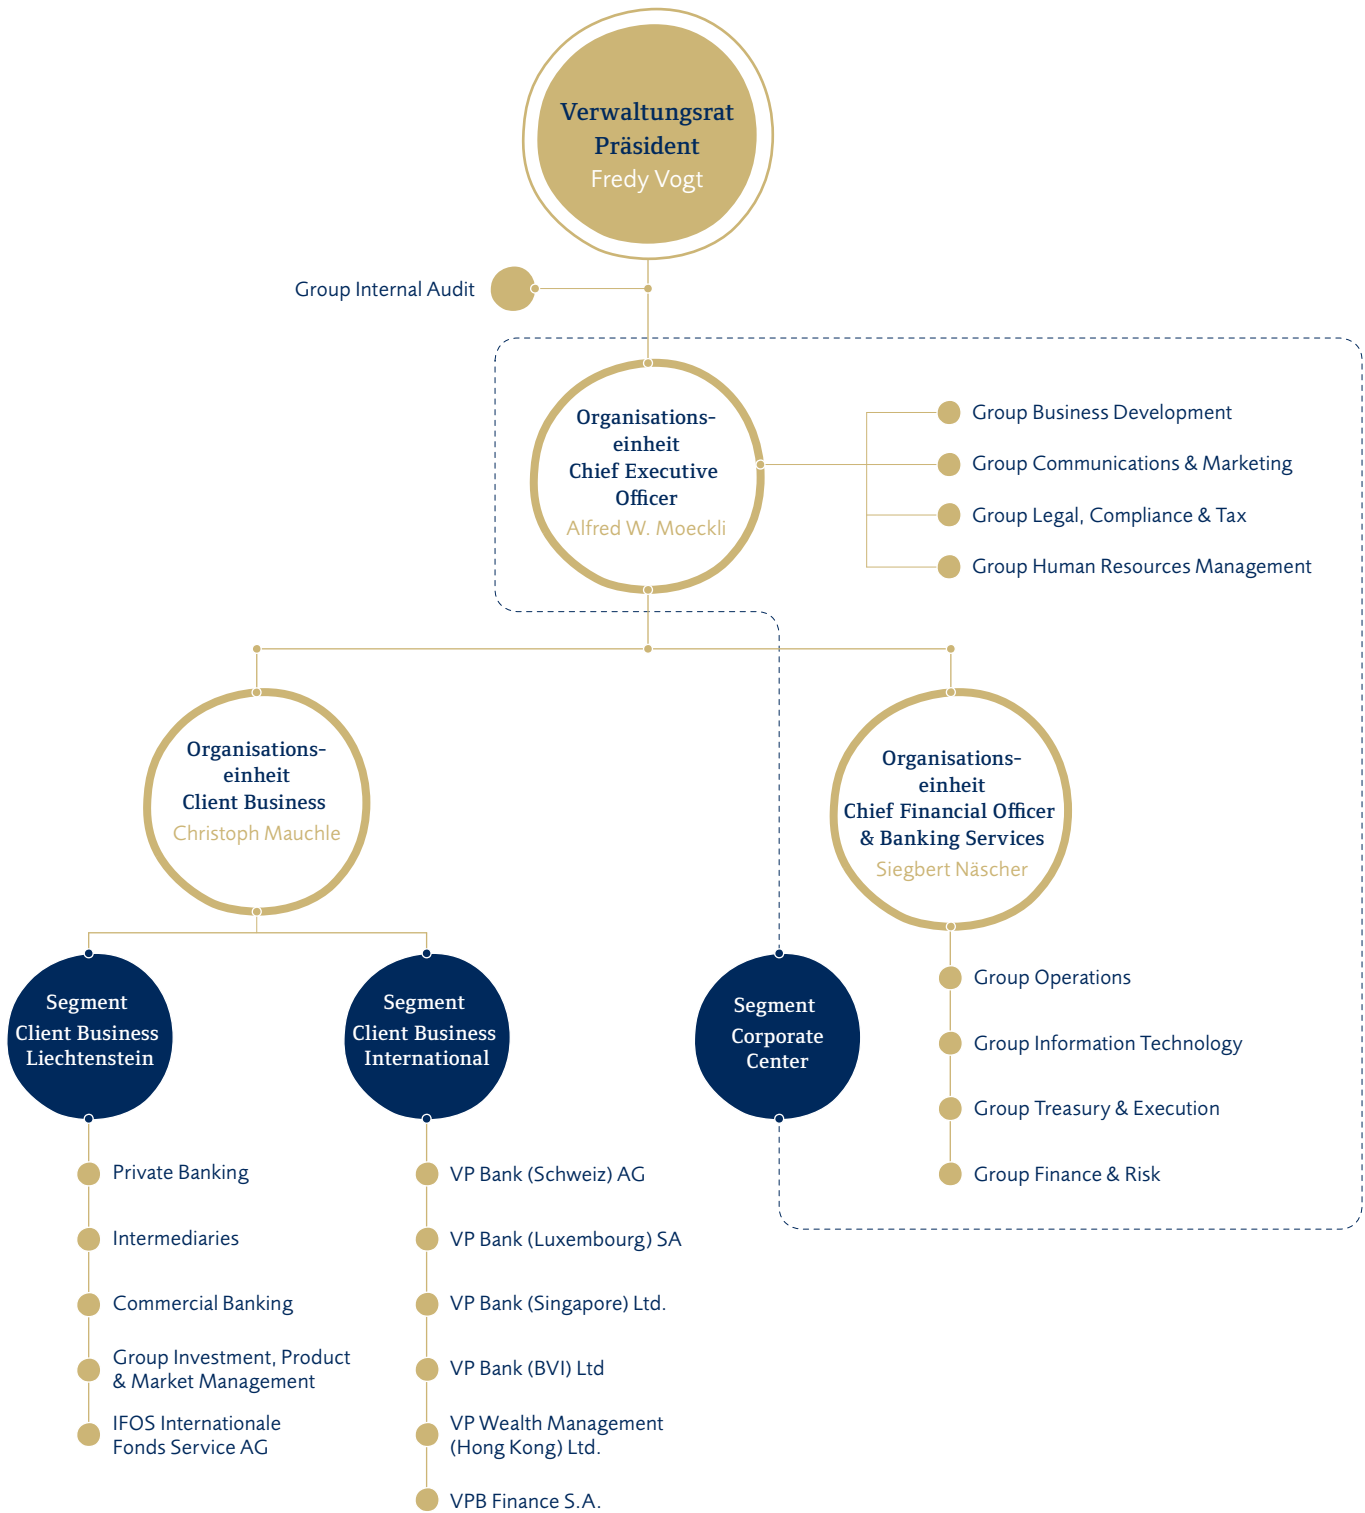 Verwaltungsrat
Präsident
Fredy Vogt
Group Internal Audit
Organisations-
einheit
Chief Executive
Officer
Alfred W. Moeckli
Group Business Development
Group Communications & Marketing
Group Legal, Compliance & Tax
Group Human Resources Management
Organisations-
einheit
Client Business
Christoph Mauchle
Organisations-
einheit
Chief Financial Officer
& Banking Services
Siegbert Näscher
Segment
Client Business
Liechtenstein
Segment
Client Business
International
Segment
Corporate
Center
Group Operations
Group Information Technology
Group Treasury & Execution
Group Finance & Risk
Private Banking
Intermediaries
Commercial Banking
Group Investment, Product
& Market Management
IFOS Internationale
Fonds Service AG
VP Bank (Schweiz) AG
VP Bank (Luxembourg) SA
VP Bank (Singapore) Ltd.
VP Bank (BVI) Ltd
VP Wealth Management
(Hong Kong) Ltd.
VPB Finance S.A.